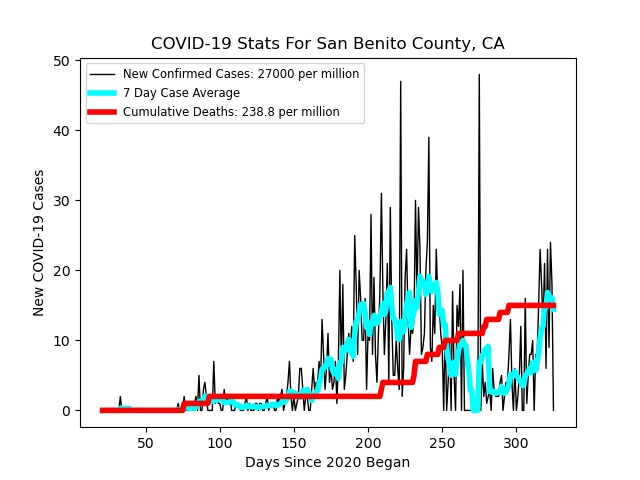 COVID-19 Stats For San Benito County, CA
New Confirmed Cases: 27000 per million
7 Day Case Average
Cumulative Deaths: 238.8 per million
New COVID-19 Cases
50
40
30
20
10
0
50 100 150 200 250 300
Days Since 2020 Began